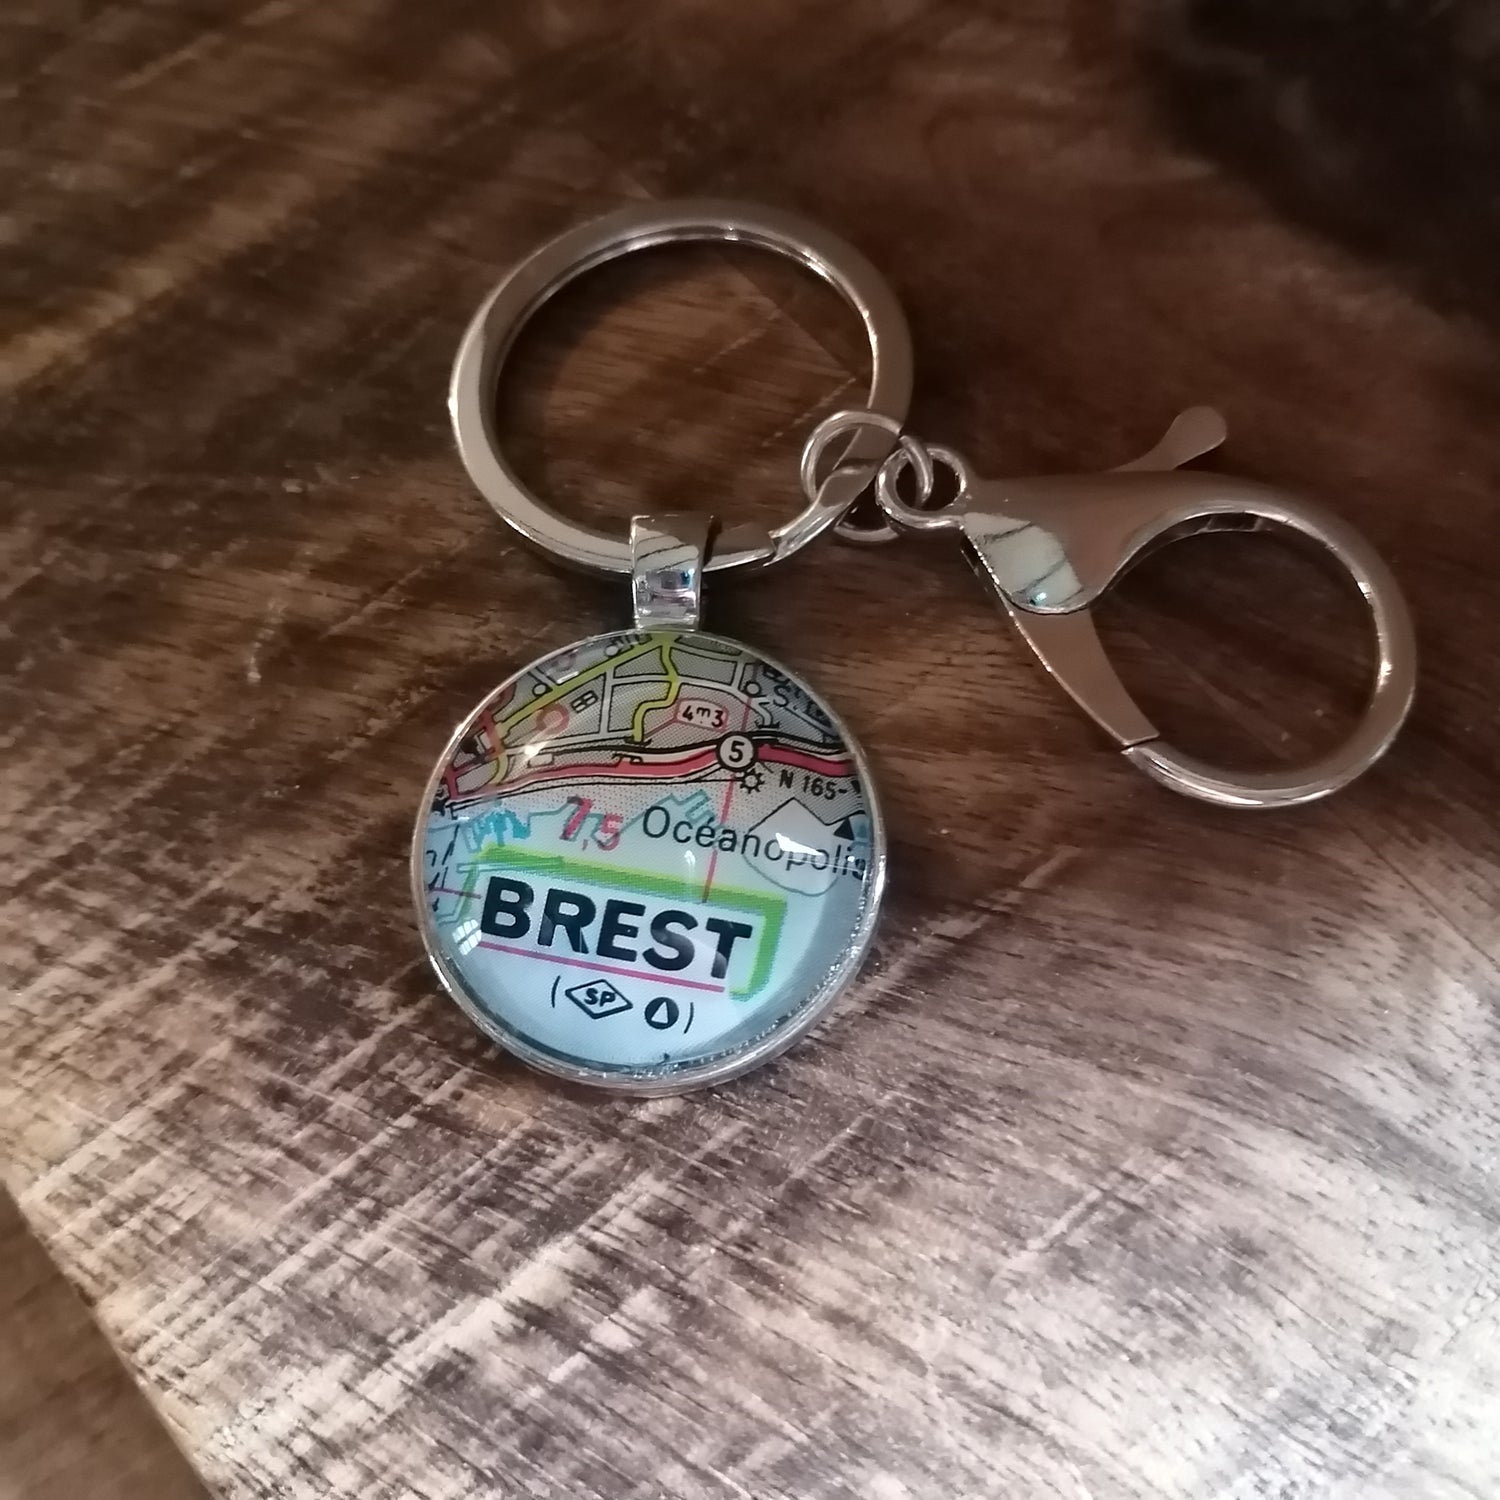 4m3
5
N 165-
7,5
Océanopolis
BREST
(SP )